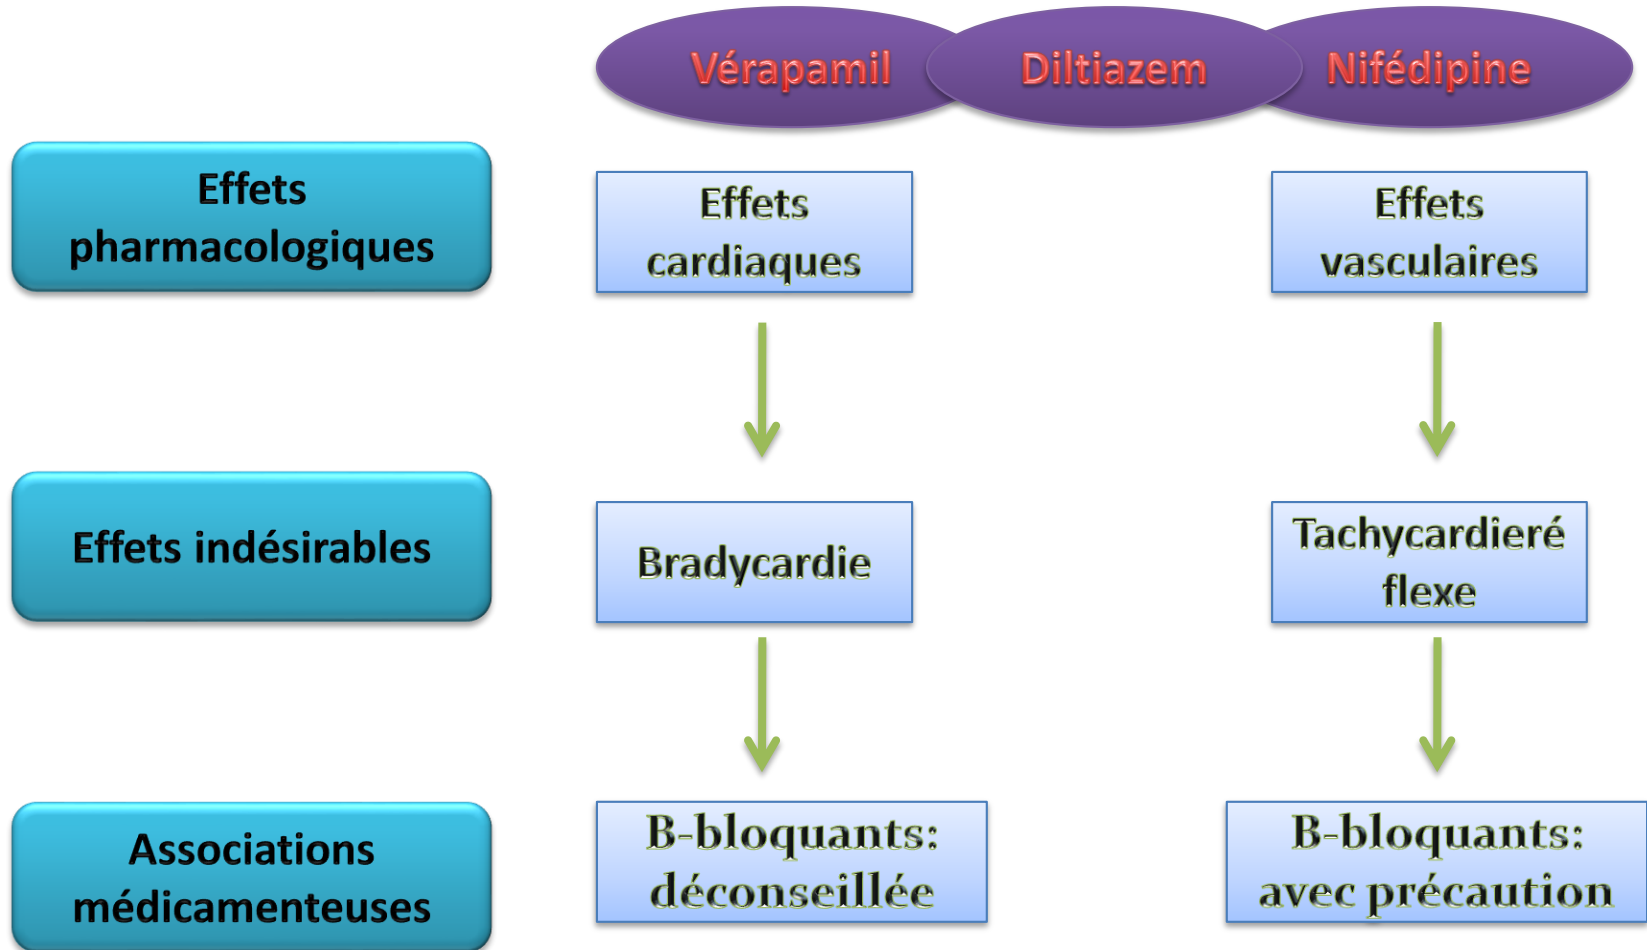 Vérapamil Diltiazem Nifédipine
Effets
pharmacologiques
Effets
cardiaques
Effets
vasculaires
Effets indésirables
Bradycardie
Tachycardieré
flexe
Associations
médicamenteuses
B-bloquants:
déconseillée
B-bloquants:
avec précaution